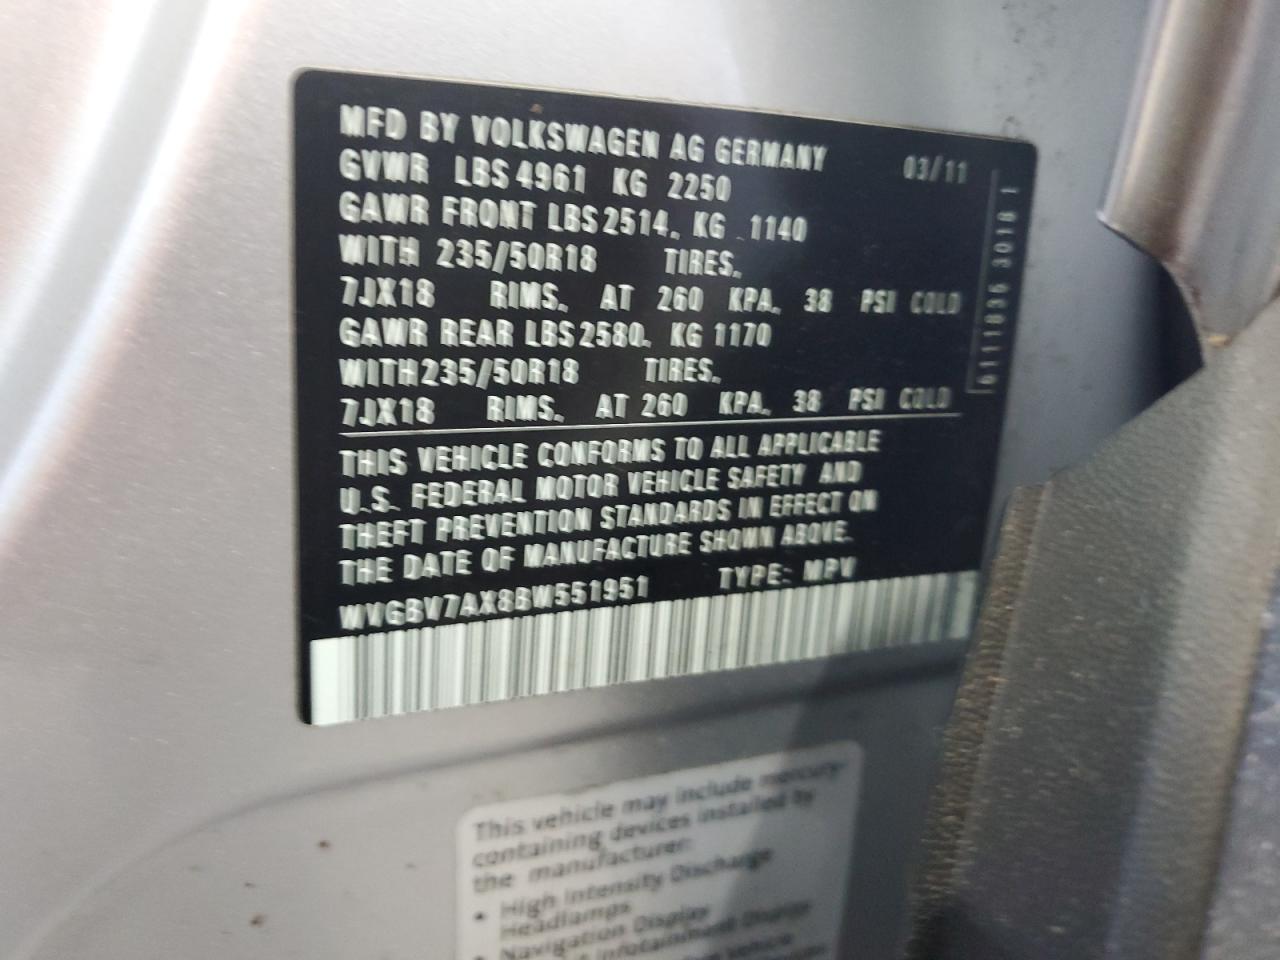 MFD BY VOLKSWAGEN AG GERMANY 03/11
GVWR LBS 4961 KG 2250
GAWR FRONT LBS 2514, KG 1140
WITH 235/50R18 TIRES,
7JX18 RIMS, AT 260 KPA, 38 PSI COLD
GAWR REAR LBS 2580, KG 1170
WITH 235/50R18 TIRES,
7JX18 RIMS, AT 260 KPA, 38 PSI COLD
THIS VEHICLE CONFORMS TO ALL APPLICABLE
U.S. FEDERAL MOTOR VEHICLE SAFETY AND
THEFT PREVENTION STANDARDS IN EFFECT ON
THE DATE OF MANUFACTURE SHOWN ABOVE.
WVGBV7AX8BW551951 TYPE: MPV
This vehicle may include mercury-
containing devices installed by
the manufacturer:
• High Intensity Discharge
Headlamps
• Navigation Display
Infotainment Display
vehicle